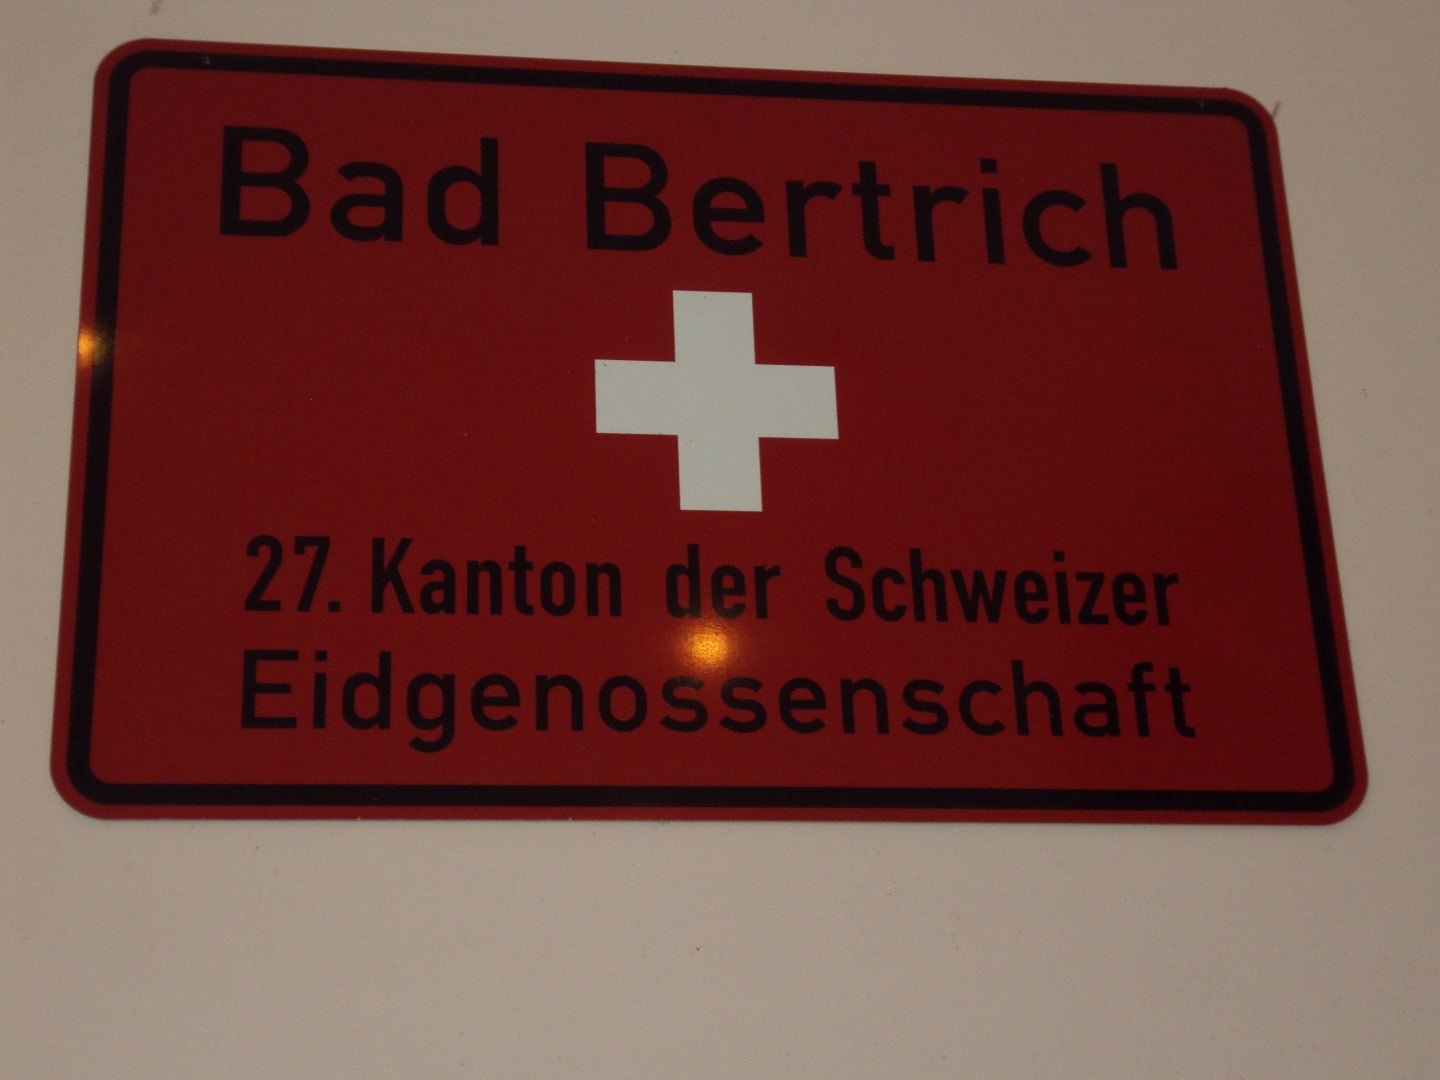 Bad Bertrich
27. Kanton der Schweizer
Eidgenossenschaft